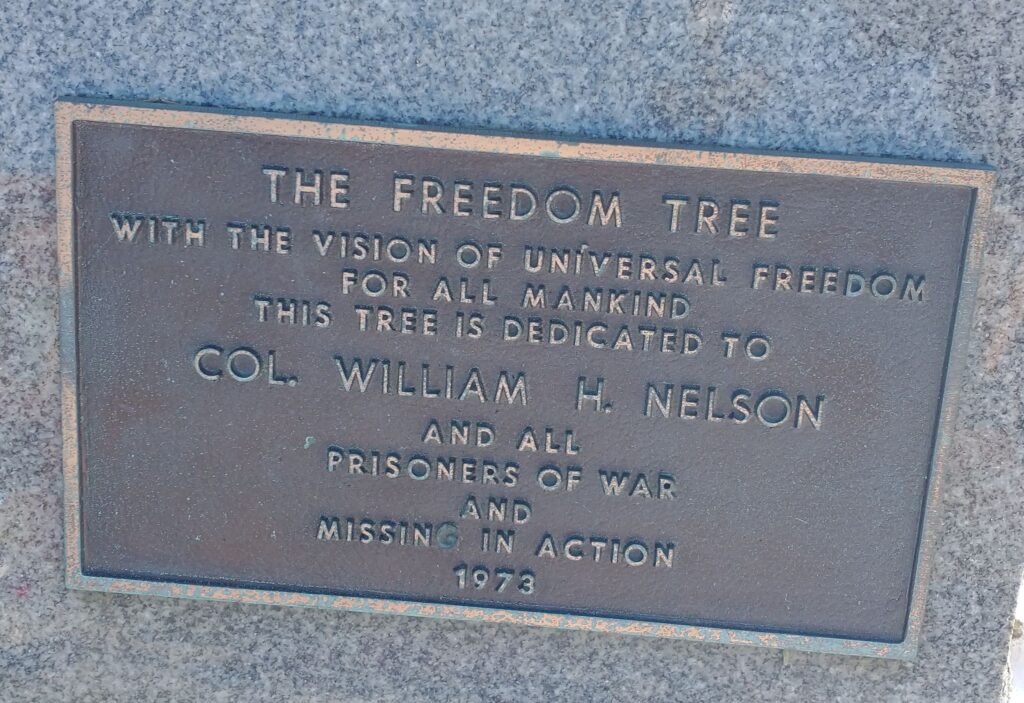 THE FREEDOM TREE
WITH THE VISION OF UNIVERSAL FREEDOM
FOR ALL MANKIND
THIS TREE IS DEDICATED TO
COL. WILLIAM H. NELSON
AND ALL
PRISONERS OF WAR
AND
MISSING IN ACTION
1973